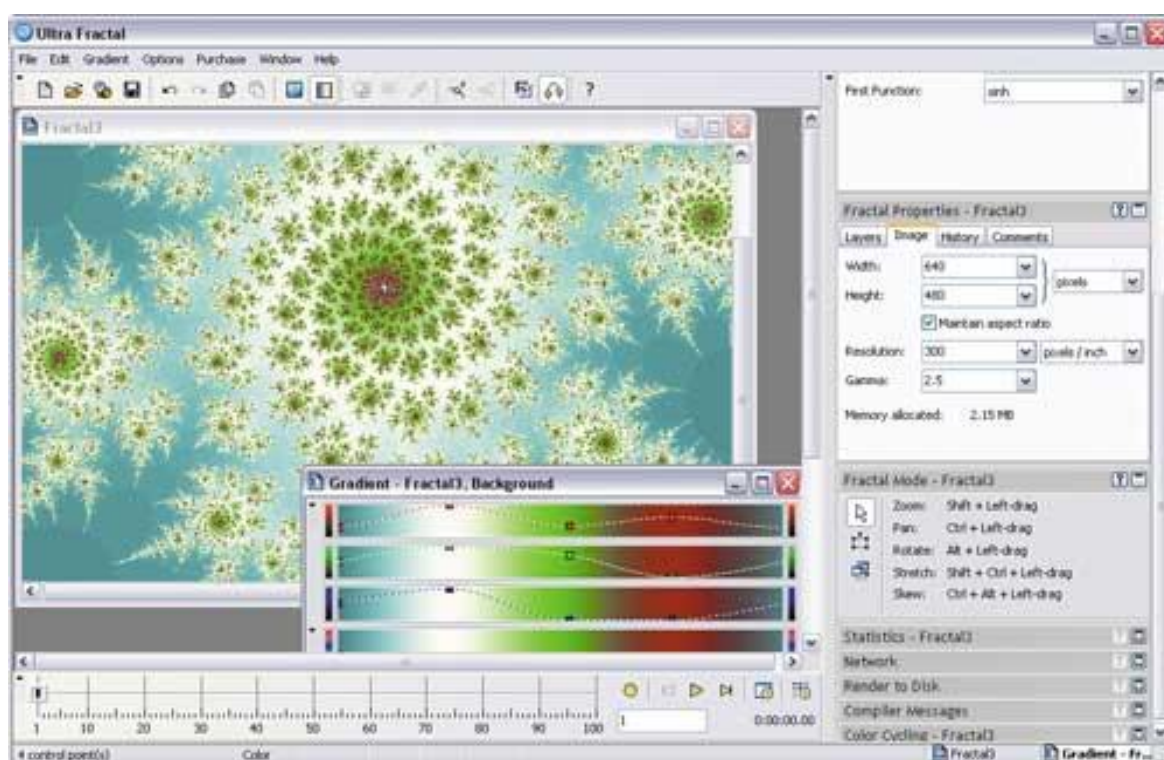 Ultra Fractal
File Edit Gradient Options Purchase Window Help
Fractal3
Gradient - Fractal3, Background
First Function: sinh
Fractal Properties - Fractal3
Layers Image History Comments
Width: 640
pixels
Height: 480
Maintain aspect ratio
Resolution: 300 pixels / inch
Gamma: 2.5
Memory allocated: 2.15 MB
Fractal Mode - Fractal3
Zoom: Shift + Left-drag
Pan: Ctrl + Left-drag
Rotate: Alt + Left-drag
Stretch: Shift + Ctrl + Left-drag
Skew: Ctrl + Alt + Left-drag
Statistics - Fractal3
Network
Render to Disk
Compiler Messages
Color Cycling - Fractal3
1 10 20 30 40 50 60 70 80 90 100
1
0:00:00.00
4 control point(s) Color
Fractal3 Gradient - Fr...